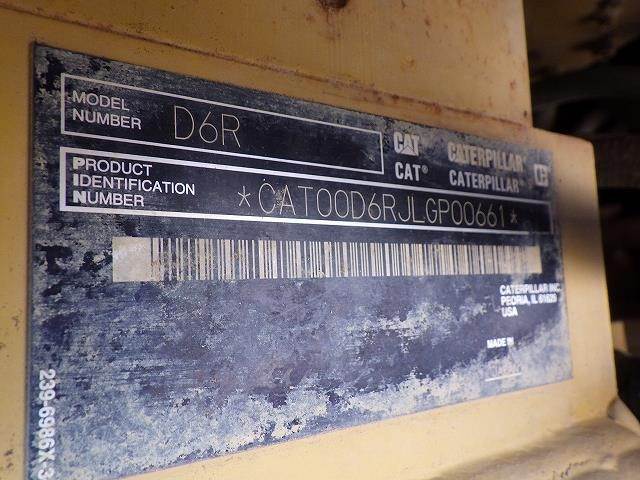 MODEL
NUMBER
D6R
CAT CATERPILLAR
CAT® CATERPILLAR®
PRODUCT
IDENTIFICATION
NUMBER
*CAT00D6RJLGP00661*
CATERPILLAR INC.
PEORIA, IL 61629
USA
MADE IN
239-6986X-3